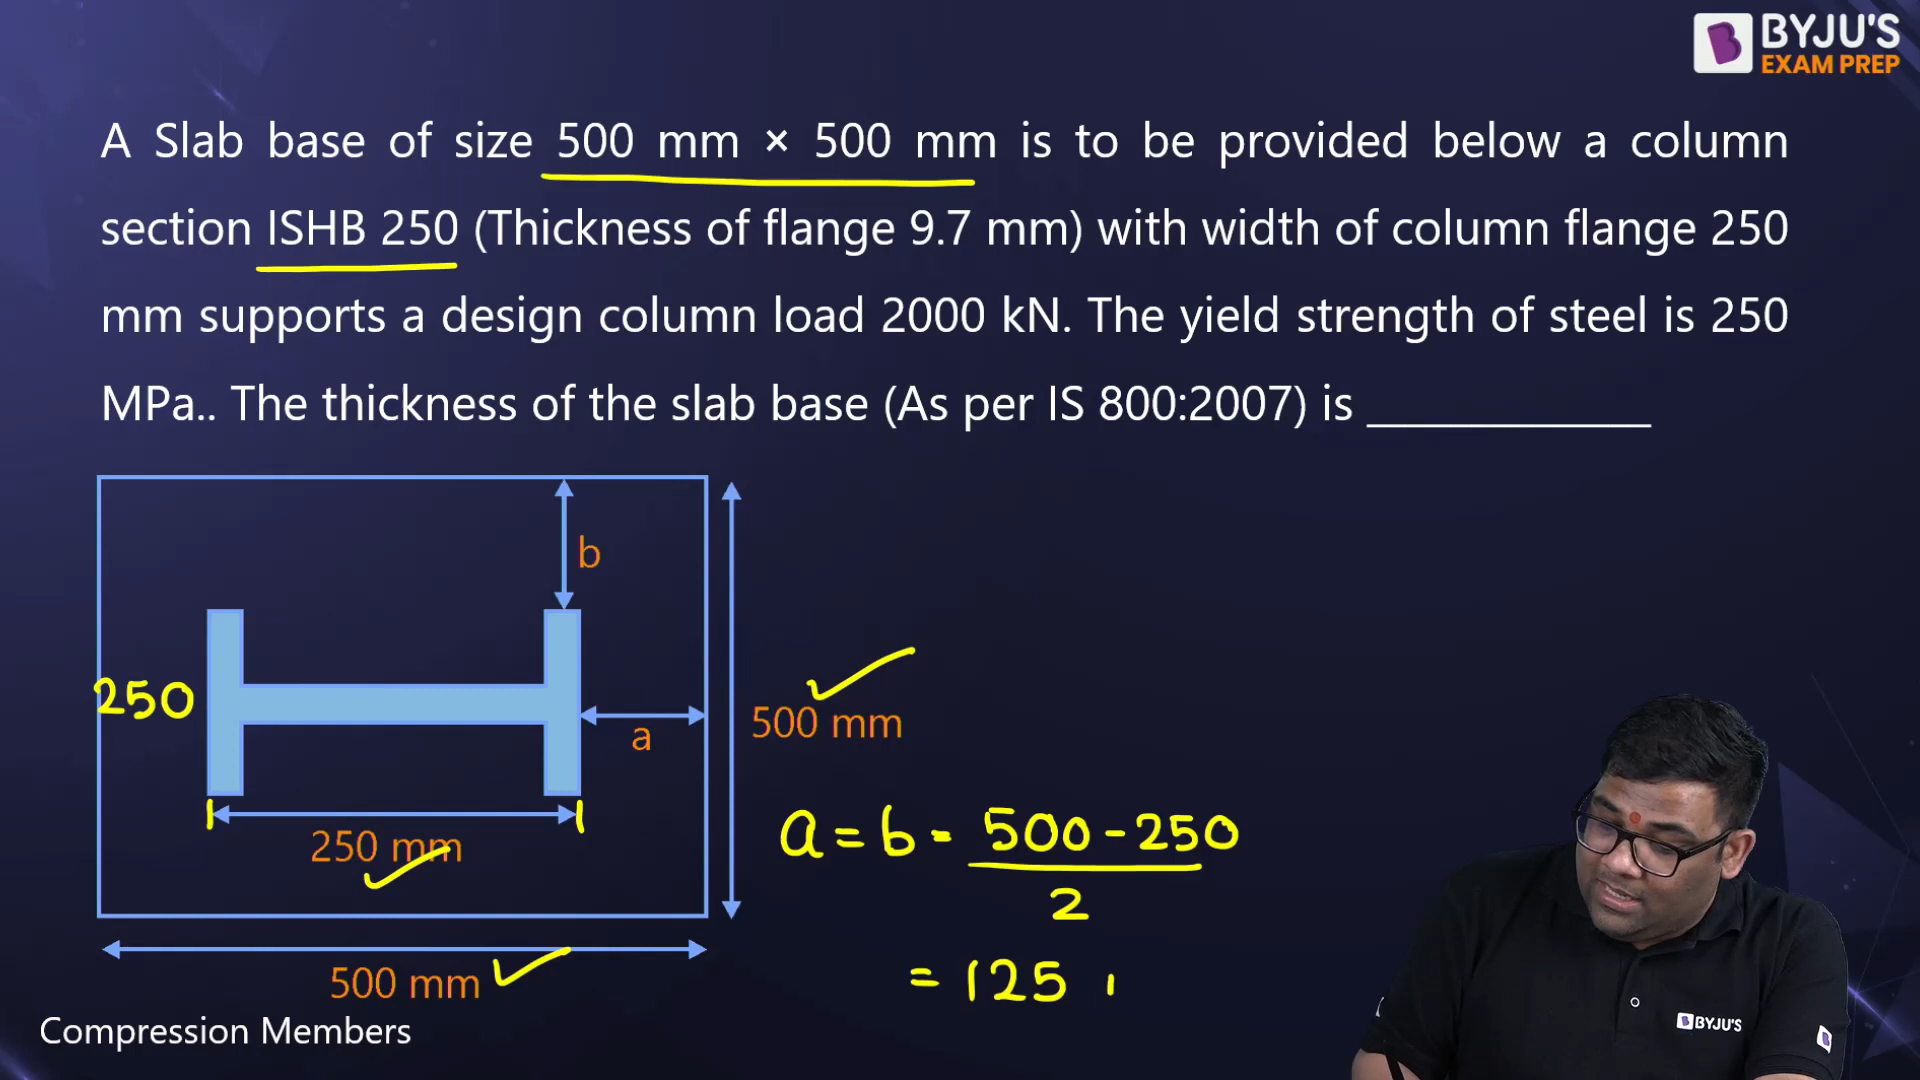 BYJU'S
EXAM PREP
A Slab base of size 500 mm × 500 mm is to be provided below a column
section ISHB 250 (Thickness of flange 9.7 mm) with width of column flange 250
mm supports a design column load 2000 kN. The yield strength of steel is 250
MPa.. The thickness of the slab base (As per IS 800:2007) is ____________
b
250
a
500 mm
250 mm
500 mm
a = b = 500 - 250
2
= 125
Compression Members
BYJU'S